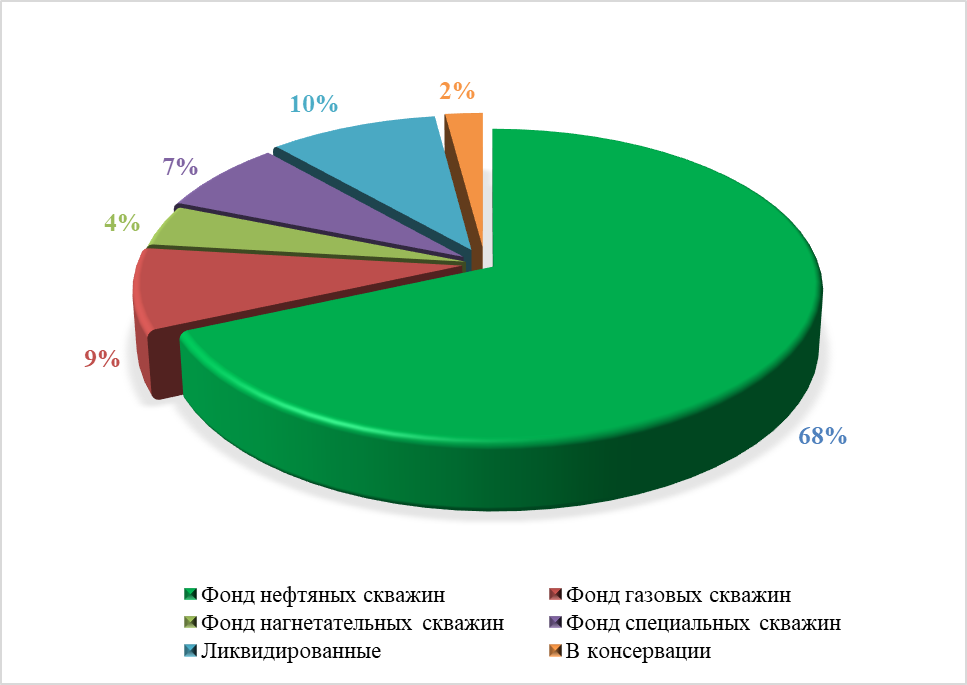 2%
10%
7%
4%
9%
68%
Фонд нефтяных скважин
Фонд газовых скважин
Фонд нагнетательных скважин
Фонд специальных скважин
Ликвидированные
В консервации